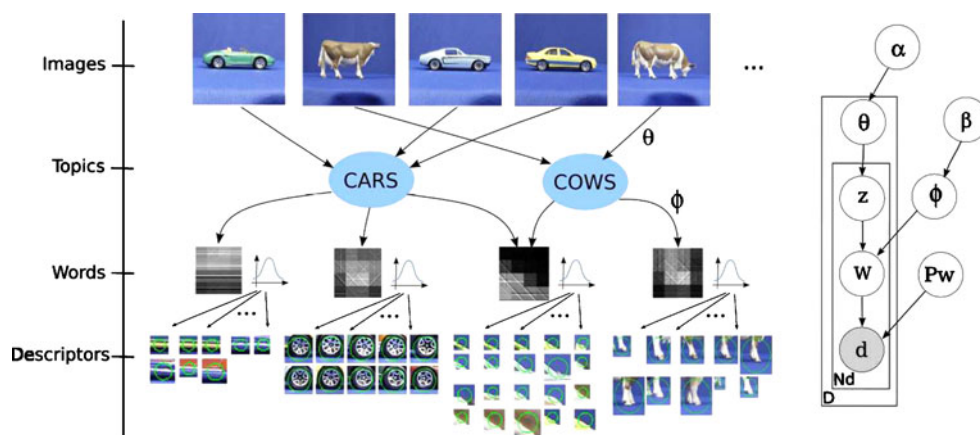 Images
...
α
θ
β
θ
Topics
CARS
COWS
z
ϕ
ϕ
Words
w
Pw
...
...
...
...
Descriptors
d
Nd
D